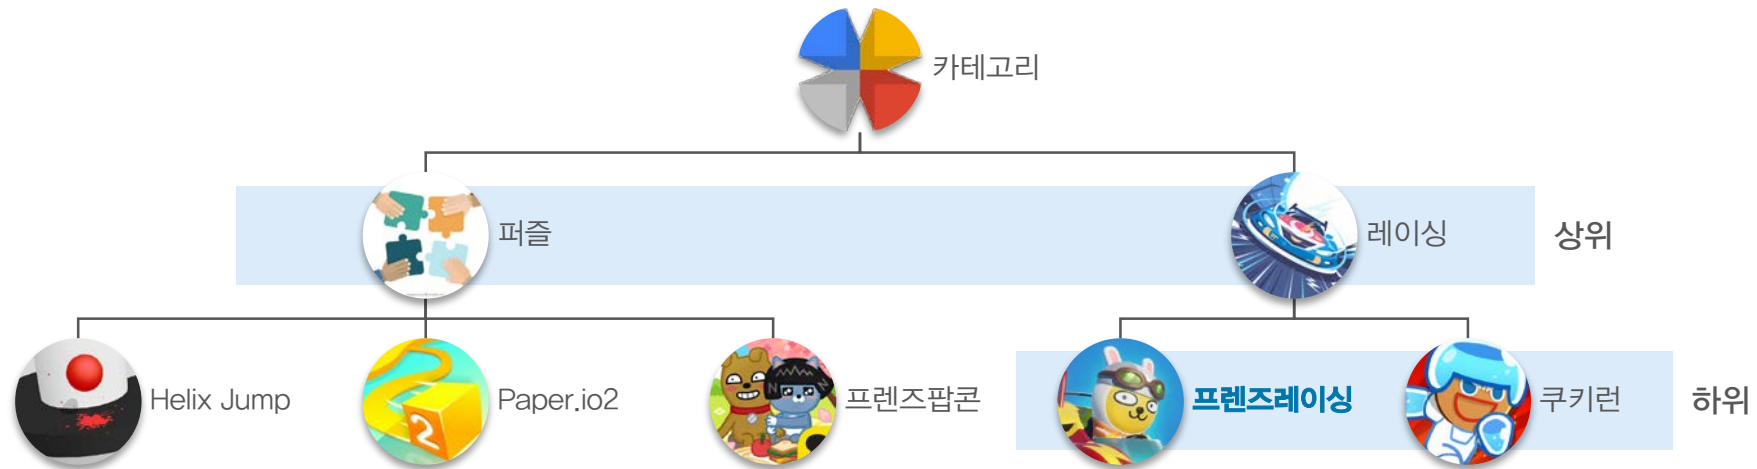 카테고리
퍼즐
레이싱
상위
Helix Jump
Paper.io2
프렌즈팝콘
프렌즈레이싱
쿠키런
하위
2